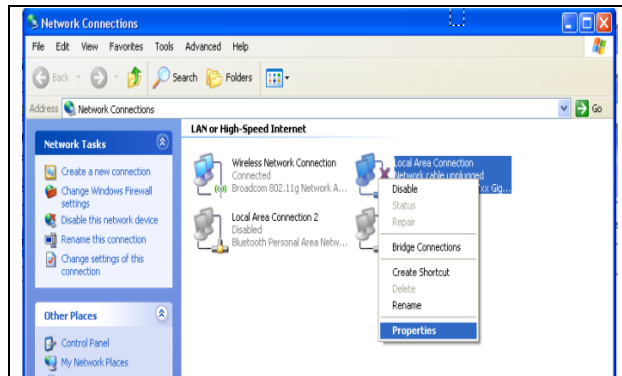 Network Connections
File Edit View Favorites Tools Advanced Help
Back Search Folders
Address Network Connections Go
LAN or High-Speed Internet
Network Tasks
Create a new connection
Change Windows Firewall
settings
Disable this network device
Rename this connection
Change settings of this
connection
Other Places
Control Panel
My Network Places
Wireless Network Connection
Connected
Broadcom 802.11g Network A...
Local Area Connection
Network cable unplugged
xx Gig...
Local Area Connection 2
Disabled
Bluetooth Personal Area Netw...
Disable
Status
Repair
Bridge Connections
Create Shortcut
Delete
Rename
Properties